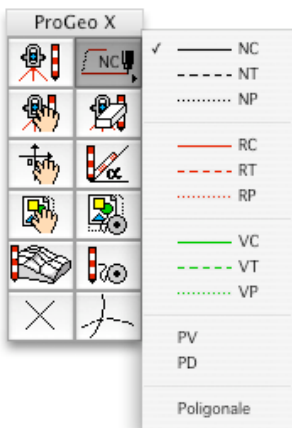 ProGeo X
NC
✓ NC
NT
NP
RC
RT
RP
VC
VT
VP
PV
PD
Poligonale
α